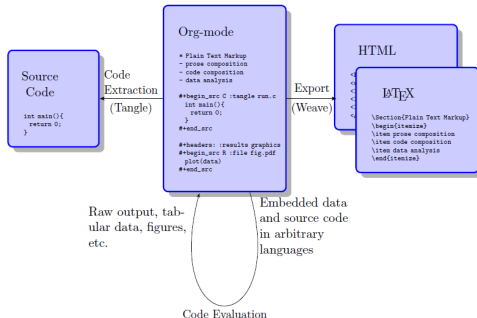 Org-mode
* Plain Text Markup
- prose composition
- code composition
- data analysis
#+begin_src C :tangle run.c
int main(){
return 0;
}
#+end_src
#+headers: :results graphics
#+begin_src R :file fig.pdf
plot(data)
#+end_src
Source
Code
int main(){
return 0;
}
Code
Extraction
(Tangle)
Export
(Weave)
HTML
LATEX
\Section{Plain Text Markup}
\begin{itemize}
\item prose composition
\item code composition
\item data analysis
\end{itemize}
Raw output, tab-
ular data, figures,
etc.
Embedded data
and source code
in arbitrary
languages
Code Evaluation